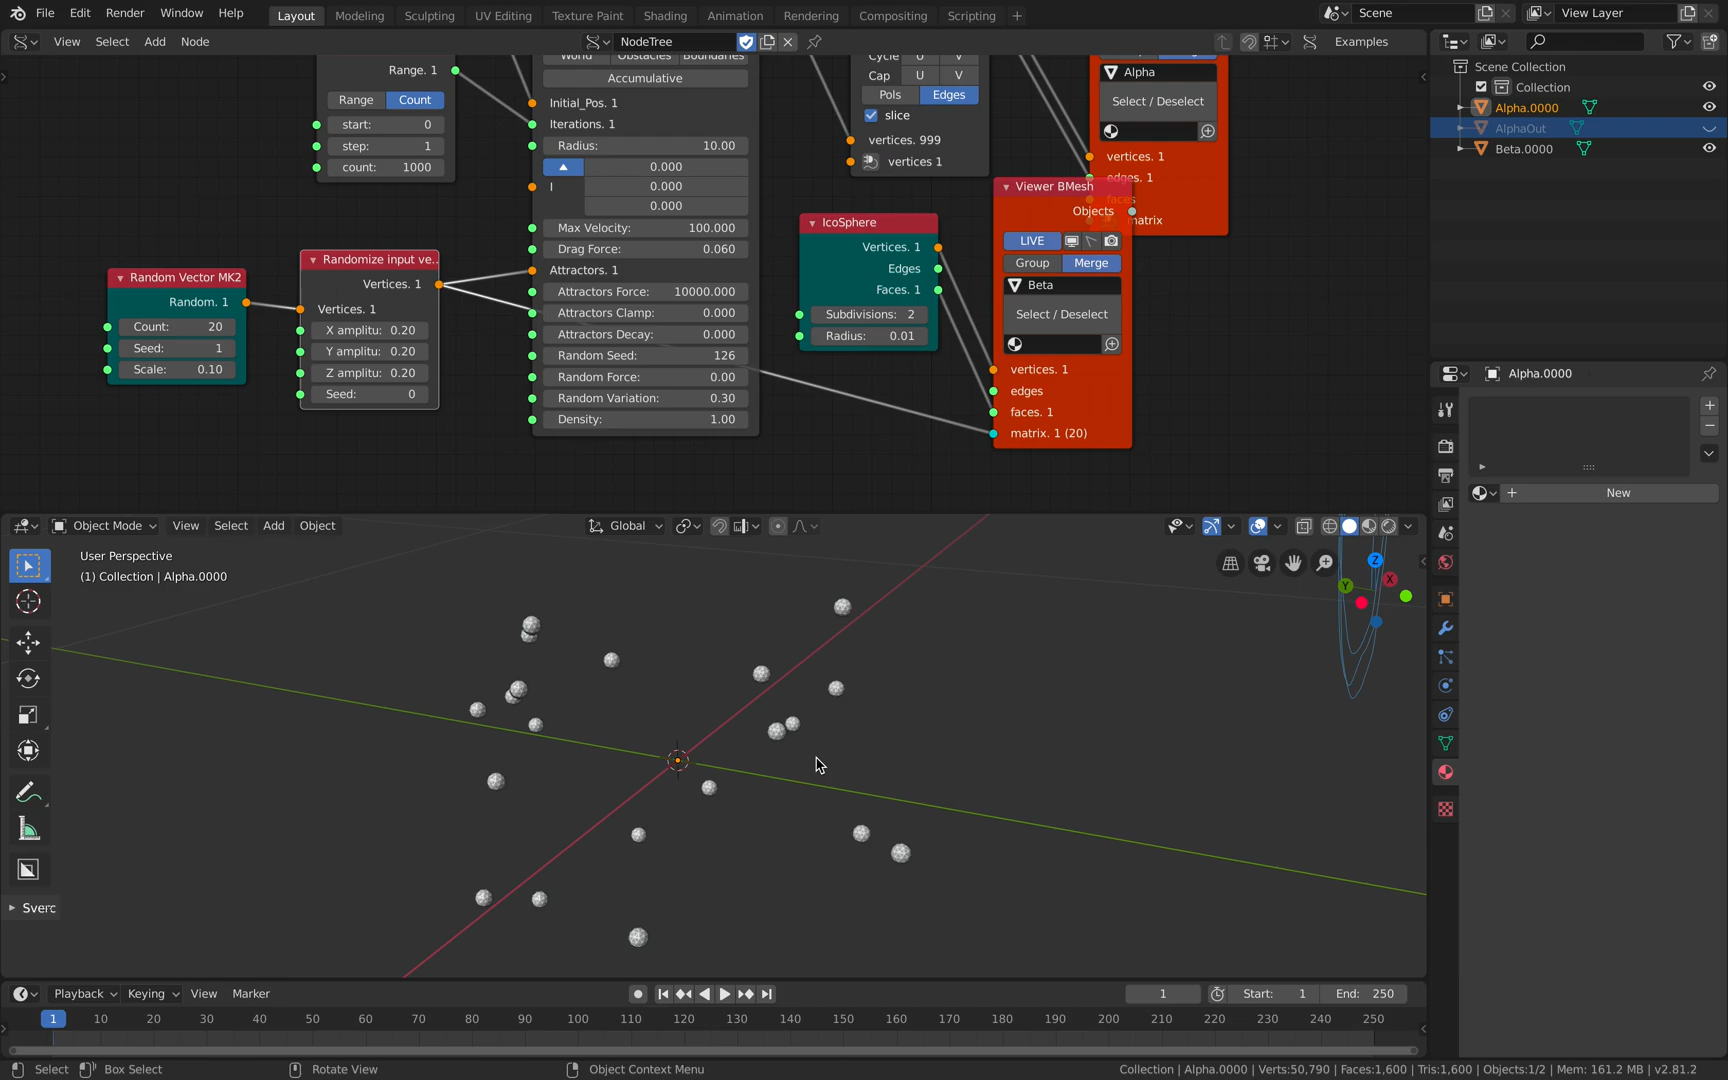 File Edit Render Window Help Layout Modeling Sculpting UV Editing Texture Paint Shading Animation Rendering Compositing Scripting + Scene View Layer
View Select Add Node NodeTree Examples
Scene Collection
Collection
Alpha.0000
AlphaOut
Beta.0000
Range. 1
Range Count
start: 0
step: 1
count: 1000
World Obstacles Boundaries
Accumulative
Initial_Pos. 1
Iterations. 1
Radius: 10.00
0.000
I 0.000
0.000
Max Velocity: 100.000
Drag Force: 0.060
Attractors. 1
Attractors Force: 10000.000
Attractors Clamp: 0.000
Attractors Decay: 0.000
Random Seed: 126
Random Force: 0.00
Random Variation: 0.30
Density: 1.00
Cycle U V
Cap U V
Pols Edges
slice
vertices. 999
vertices 1
Alpha
Select / Deselect
vertices. 1
edges. 1
faces
matrix
Random Vector MK2
Random. 1
Count: 20
Seed: 1
Scale: 0.10
Randomize input ve..
Vertices. 1
Vertices. 1
X amplitu: 0.20
Y amplitu: 0.20
Z amplitu: 0.20
Seed: 0
IcoSphere
Vertices. 1
Edges
Faces. 1
Subdivisions: 2
Radius: 0.01
Viewer BMesh
Objects
LIVE
Group Merge
Beta
Select / Deselect
vertices. 1
edges
faces. 1
matrix. 1 (20)
Alpha.0000
+ New
Object Mode View Select Add Object Global
User Perspective
(1) Collection | Alpha.0000
Z
X
Y
Sverc
Playback Keying View Marker 1 Start: 1 End: 250
1 10 20 30 40 50 60 70 80 90 100 110 120 130 140 150 160 170 180 190 200 210 220 230 240 250
Select Box Select Rotate View Object Context Menu Collection | Alpha.0000 | Verts:50,790 | Faces:1,600 | Tris:1,600 | Objects:1/2 | Mem: 161.2 MB | v2.81.2